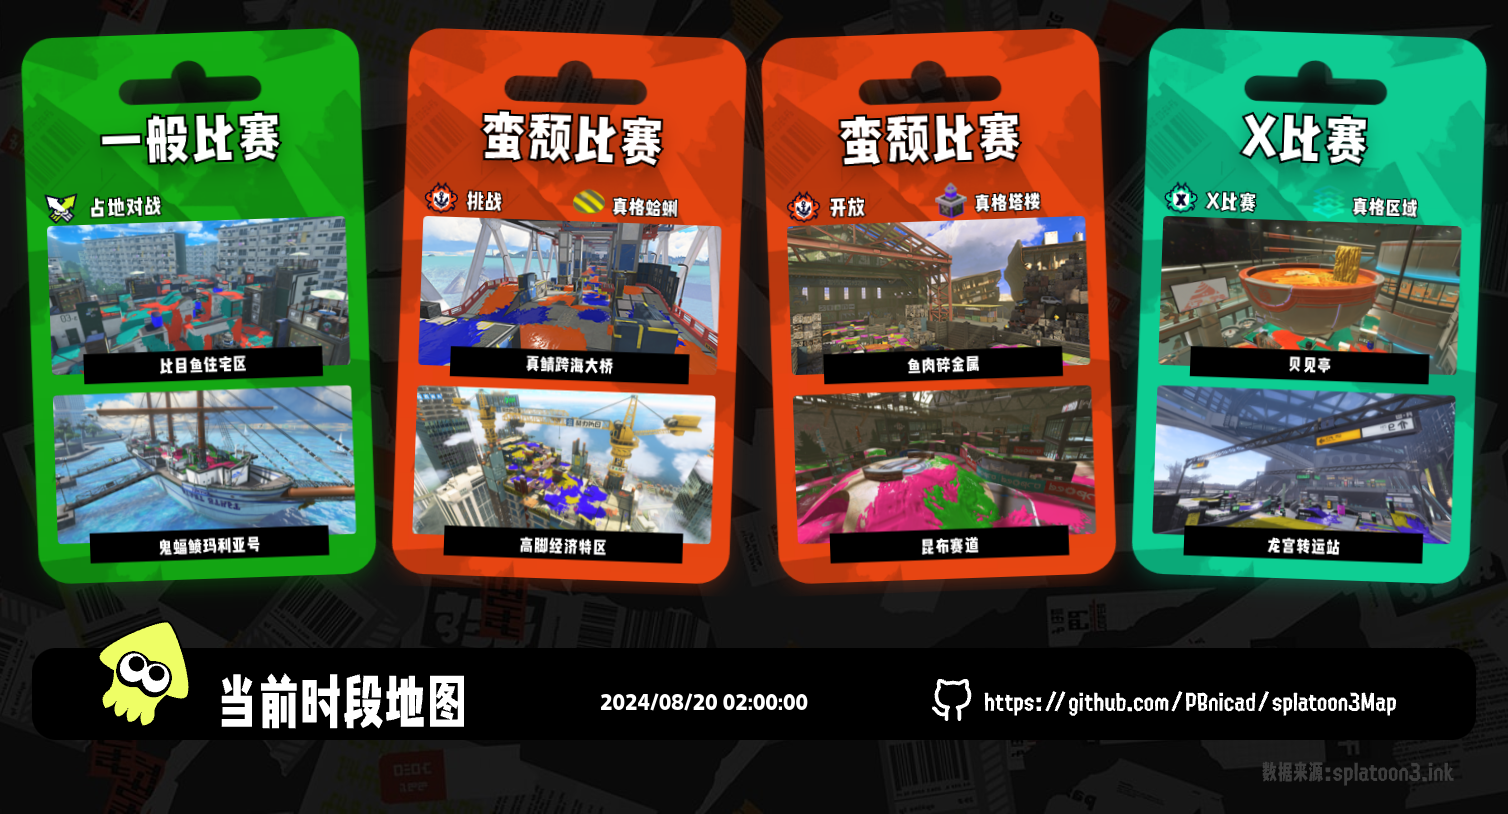 一般比赛
占地对战
比目鱼住宅区
鬼蝠鲼玛利亚号
蛮颓比赛
挑战
真格蛤蜊
真鲭跨海大桥
高脚经济特区
蛮颓比赛
开放
真格塔楼
鱼肉碎金属
昆布赛道
X比赛
X比赛
真格区域
贝见亭
龙宫转运站
当前时段地图
2024/08/20 02:00:00
https://github.com/PBnicad/splatoon3Map
数据来源:splatoon3.ink